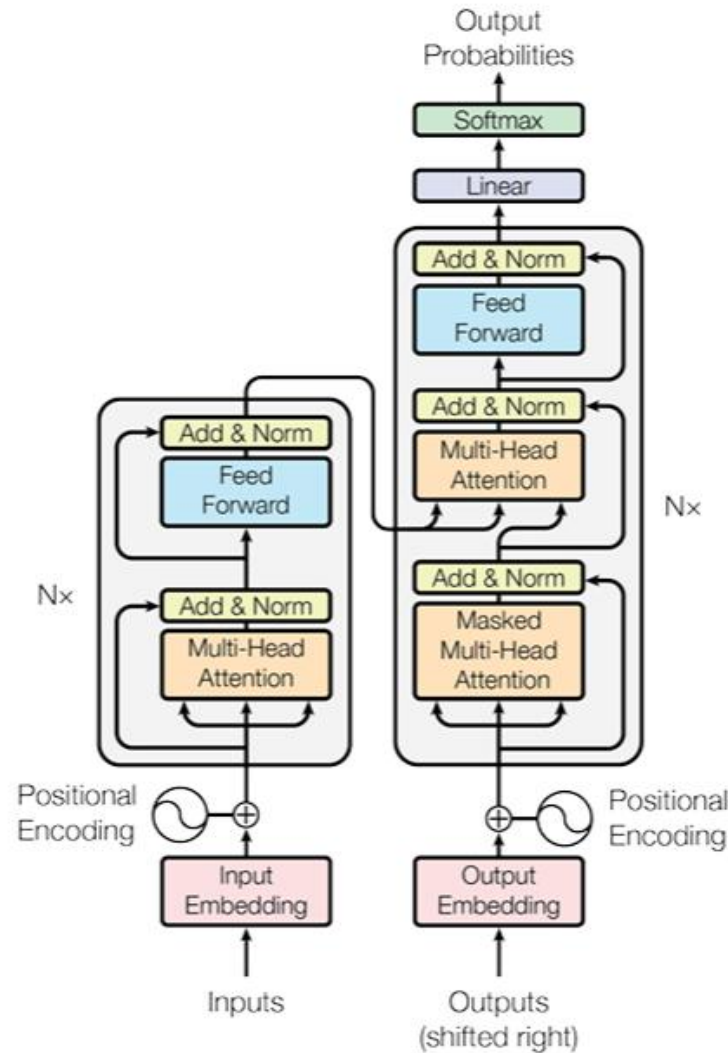 Output
Probabilities
Softmax
Linear
Add & Norm
Feed
Forward
Add & Norm
Multi-Head
Attention
Nx
Add & Norm
Masked
Multi-Head
Attention
Add & Norm
Feed
Forward
Nx
Add & Norm
Multi-Head
Attention
Positional
Encoding
Positional
Encoding
Input
Embedding
Output
Embedding
Inputs
Outputs
(shifted right)